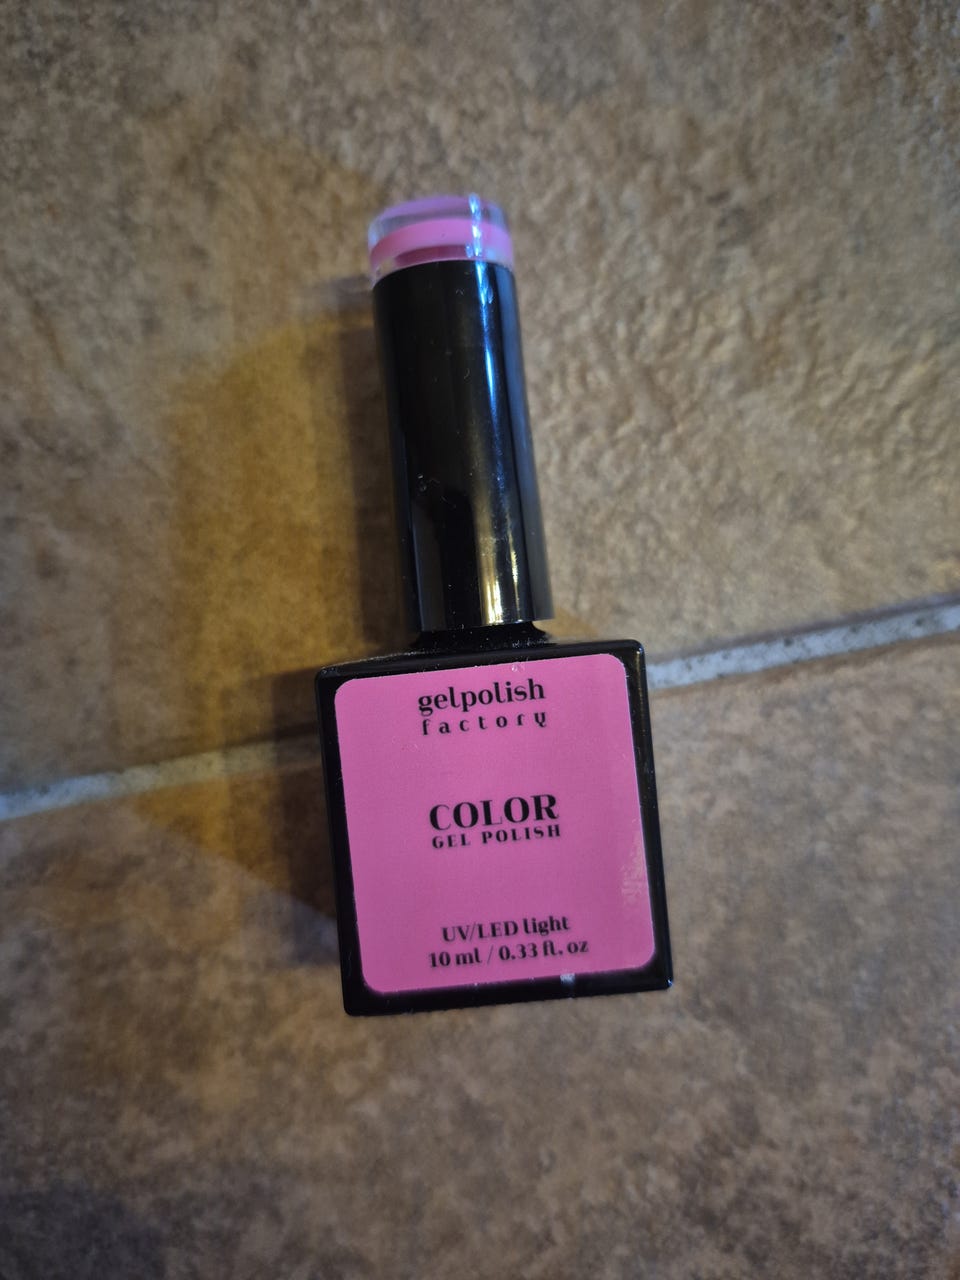 gelpolish
factory
COLOR
GEL POLISH
UV/LED light
10 ml / 0.33 fl. oz